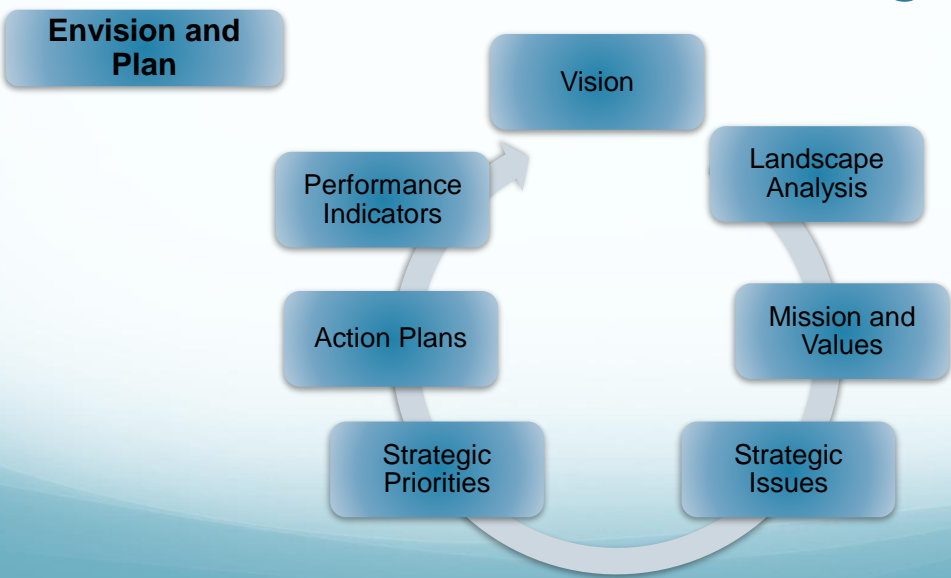 Envision and
Plan
Vision
Landscape
Analysis
Mission and
Values
Strategic
Issues
Strategic
Priorities
Action Plans
Performance
Indicators